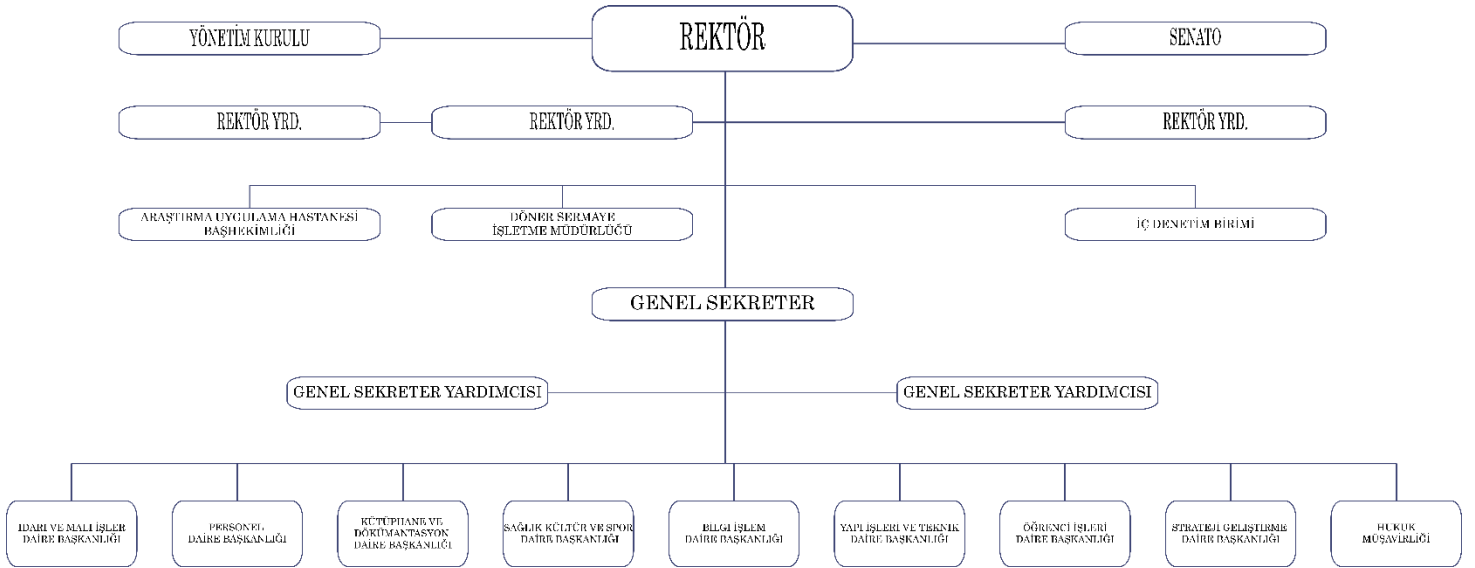 YÖNETİM KURULU
REKTÖR
SENATO
REKTÖR YRD.
REKTÖR YRD.
REKTÖR YRD.
ARAŞTIRMA UYGULAMA HASTANESİ
BAŞHEKİMLİĞİ
DÖNER SERMAYE
İŞLETME MÜDÜRLÜĞÜ
İÇ DENETİM BİRİMİ
GENEL SEKRETER
GENEL SEKRETER YARDIMCISI
GENEL SEKRETER YARDIMCISI
IDARI VE MALI İŞLER
DAİRE BAŞKANLIĞI
PERSONEL
DAİRE BAŞKANLIĞI
KÜTÜPHANE VE
DÖKÜMANTASYON
DAİRE BAŞKANLIĞI
SAĞLIK KÜLTÜR VE SPOR
DAİRE BAŞKANLIĞI
BILGI İŞLEM
DAİRE BAŞKANLIĞI
YAPI İŞLERİ VE TEKNİK
DAİRE BAŞKANLIĞI
ÖĞRENCİ İŞLERİ
DAİRE BAŞKANLIĞI
STRATEJİ GELİŞTİRME
DAİRE BAŞKANLIĞI
HUKUK
MÜŞAVİRLİĞİ